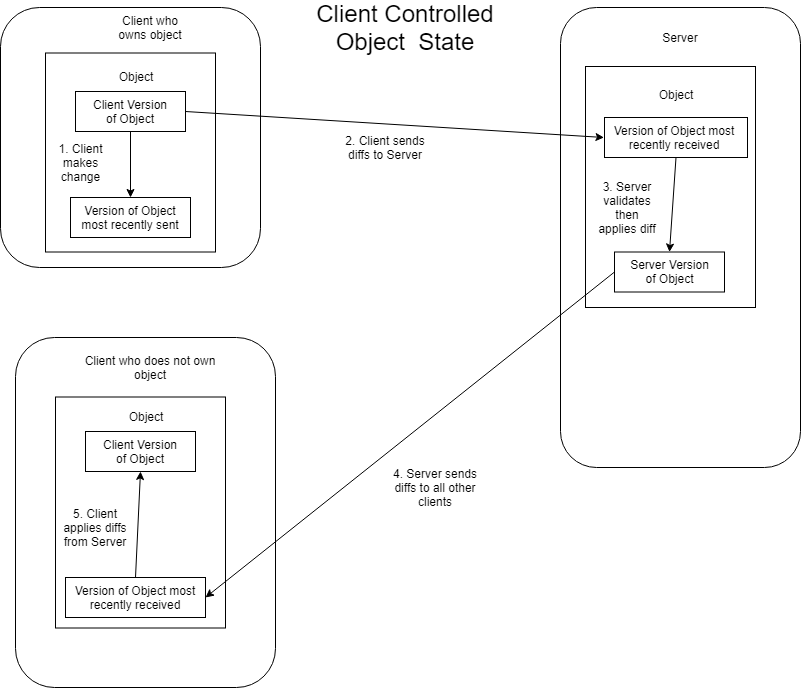 Client Controlled
Object State
Client who
owns object
Object
Client Version
of Object
1. Client
makes
change
Version of Object
most recently sent
2. Client sends
diffs to Server
Server
Object
Version of Object most
recently received
3. Server
validates
then
applies diff
Server Version
of Object
4. Server sends
diffs to all other
clients
Client who does not own
object
Object
Client Version
of Object
5. Client
applies diffs
from Server
Version of Object most
recently received